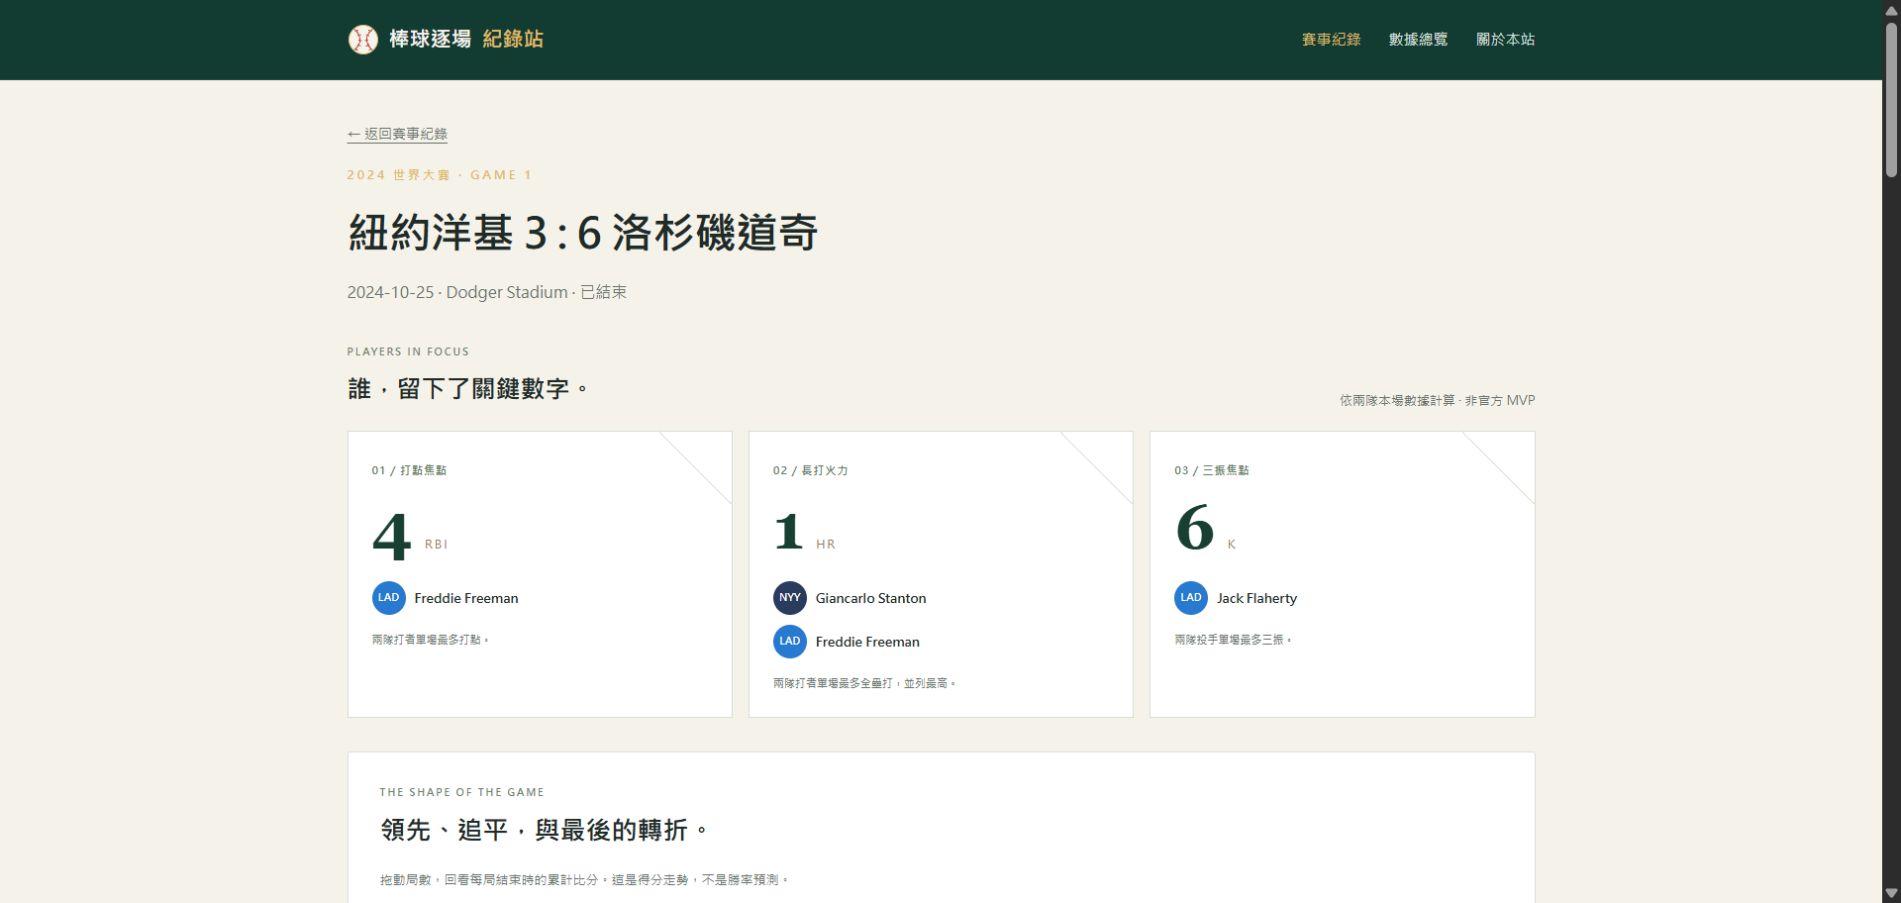 棒球逐場 紀錄站
賽事紀錄 數據總覽 關於本站
← 返回賽事紀錄
2024 世界大賽 · GAME 1
紐約洋基 3 : 6 洛杉磯道奇
2024-10-25 · Dodger Stadium · 已結束
PLAYERS IN FOCUS
誰，留下了關鍵數字。
依兩隊本場數據計算 · 非官方 MVP
01 / 打點焦點
4 RBI
LAD Freddie Freeman
兩隊打者單場最多打點。
02 / 長打火力
1 HR
NYY Giancarlo Stanton
LAD Freddie Freeman
兩隊打者單場最多全壘打，並列最高。
03 / 三振焦點
6 K
LAD Jack Flaherty
兩隊投手單場最多三振。
THE SHAPE OF THE GAME
領先、追平，與最後的轉折。
拖動局數，回看每局結束時的累計比分。這是得分走勢，不是勝率預測。